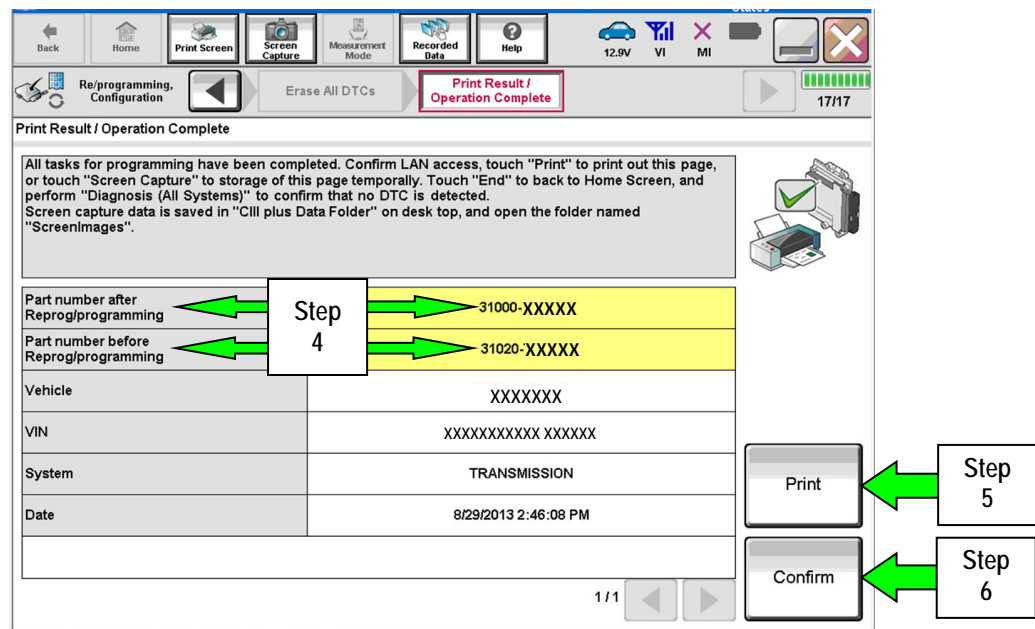 States
Back
Home
Print Screen
Screen Capture
Measurement Mode
Recorded Data
Help
12.9V
VI
MI
Re/programming, Configuration
Erase All DTCs
Print Result / Operation Complete
17/17
Print Result / Operation Complete
All tasks for programming have been completed. Confirm LAN access, touch "Print" to print out this page,
or touch "Screen Capture" to storage of this page temporally. Touch "End" to back to Home Screen, and
perform "Diagnosis (All Systems)" to confirm that no DTC is detected.
Screen capture data is saved in "CIII plus Data Folder" on desk top, and open the folder named
"ScreenImages".
Part number after
Reprog/programming
Step
4
31000-XXXXX
Part number before
Reprog/programming
31020-XXXXX
Vehicle
XXXXXXX
VIN
XXXXXXXXXXX XXXXXX
System
TRANSMISSION
Date
8/29/2013 2:46:08 PM
Print
Step
5
Confirm
Step
6
1/1